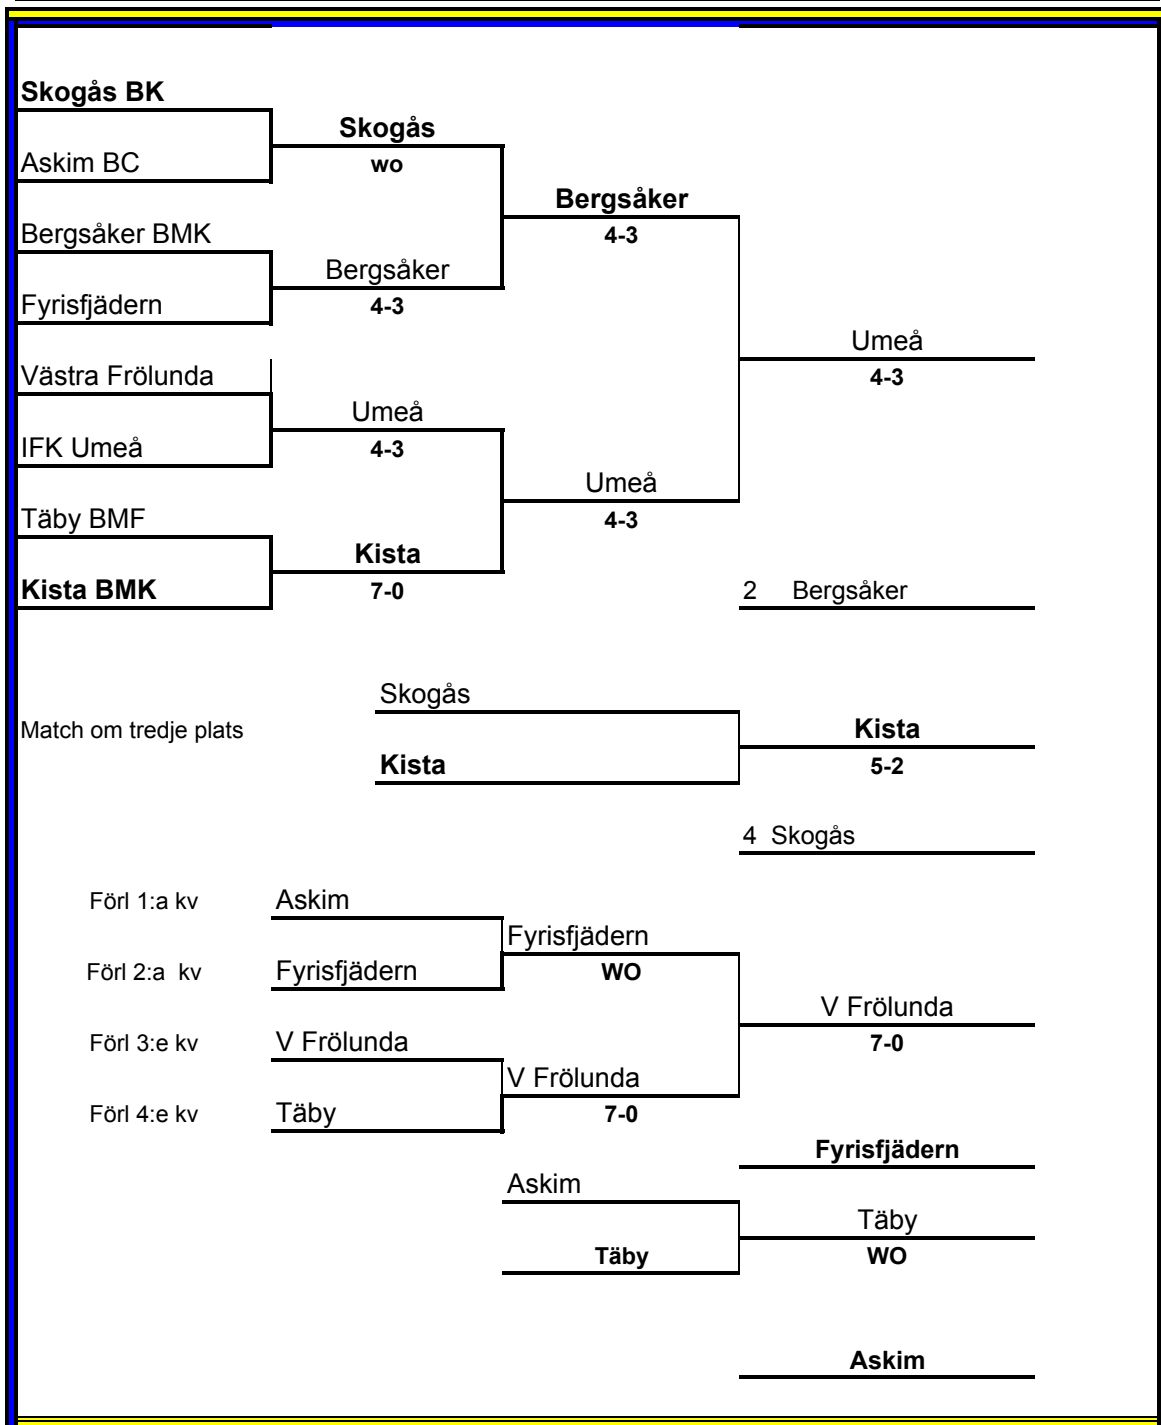 Skogås BK
Skogås
Askim BC
wo
Bergsåker
Bergsåker BMK
4-3
Bergsåker
Fyrisfjädern
4-3
Umeå
Västra Frölunda
4-3
Umeå
IFK Umeå
4-3
Umeå
Täby BMF
4-3
Kista
Kista BMK
7-0
2 Bergsåker
Skogås
Match om tredje plats
Kista
Kista
5-2
4 Skogås
Förl 1:a kv Askim
Fyrisfjädern
Förl 2:a kv Fyrisfjädern
WO
V Frölunda
Förl 3:e kv V Frölunda
7-0
V Frölunda
Förl 4:e kv Täby
7-0
Fyrisfjädern
Askim
Täby
Täby
WO
Askim